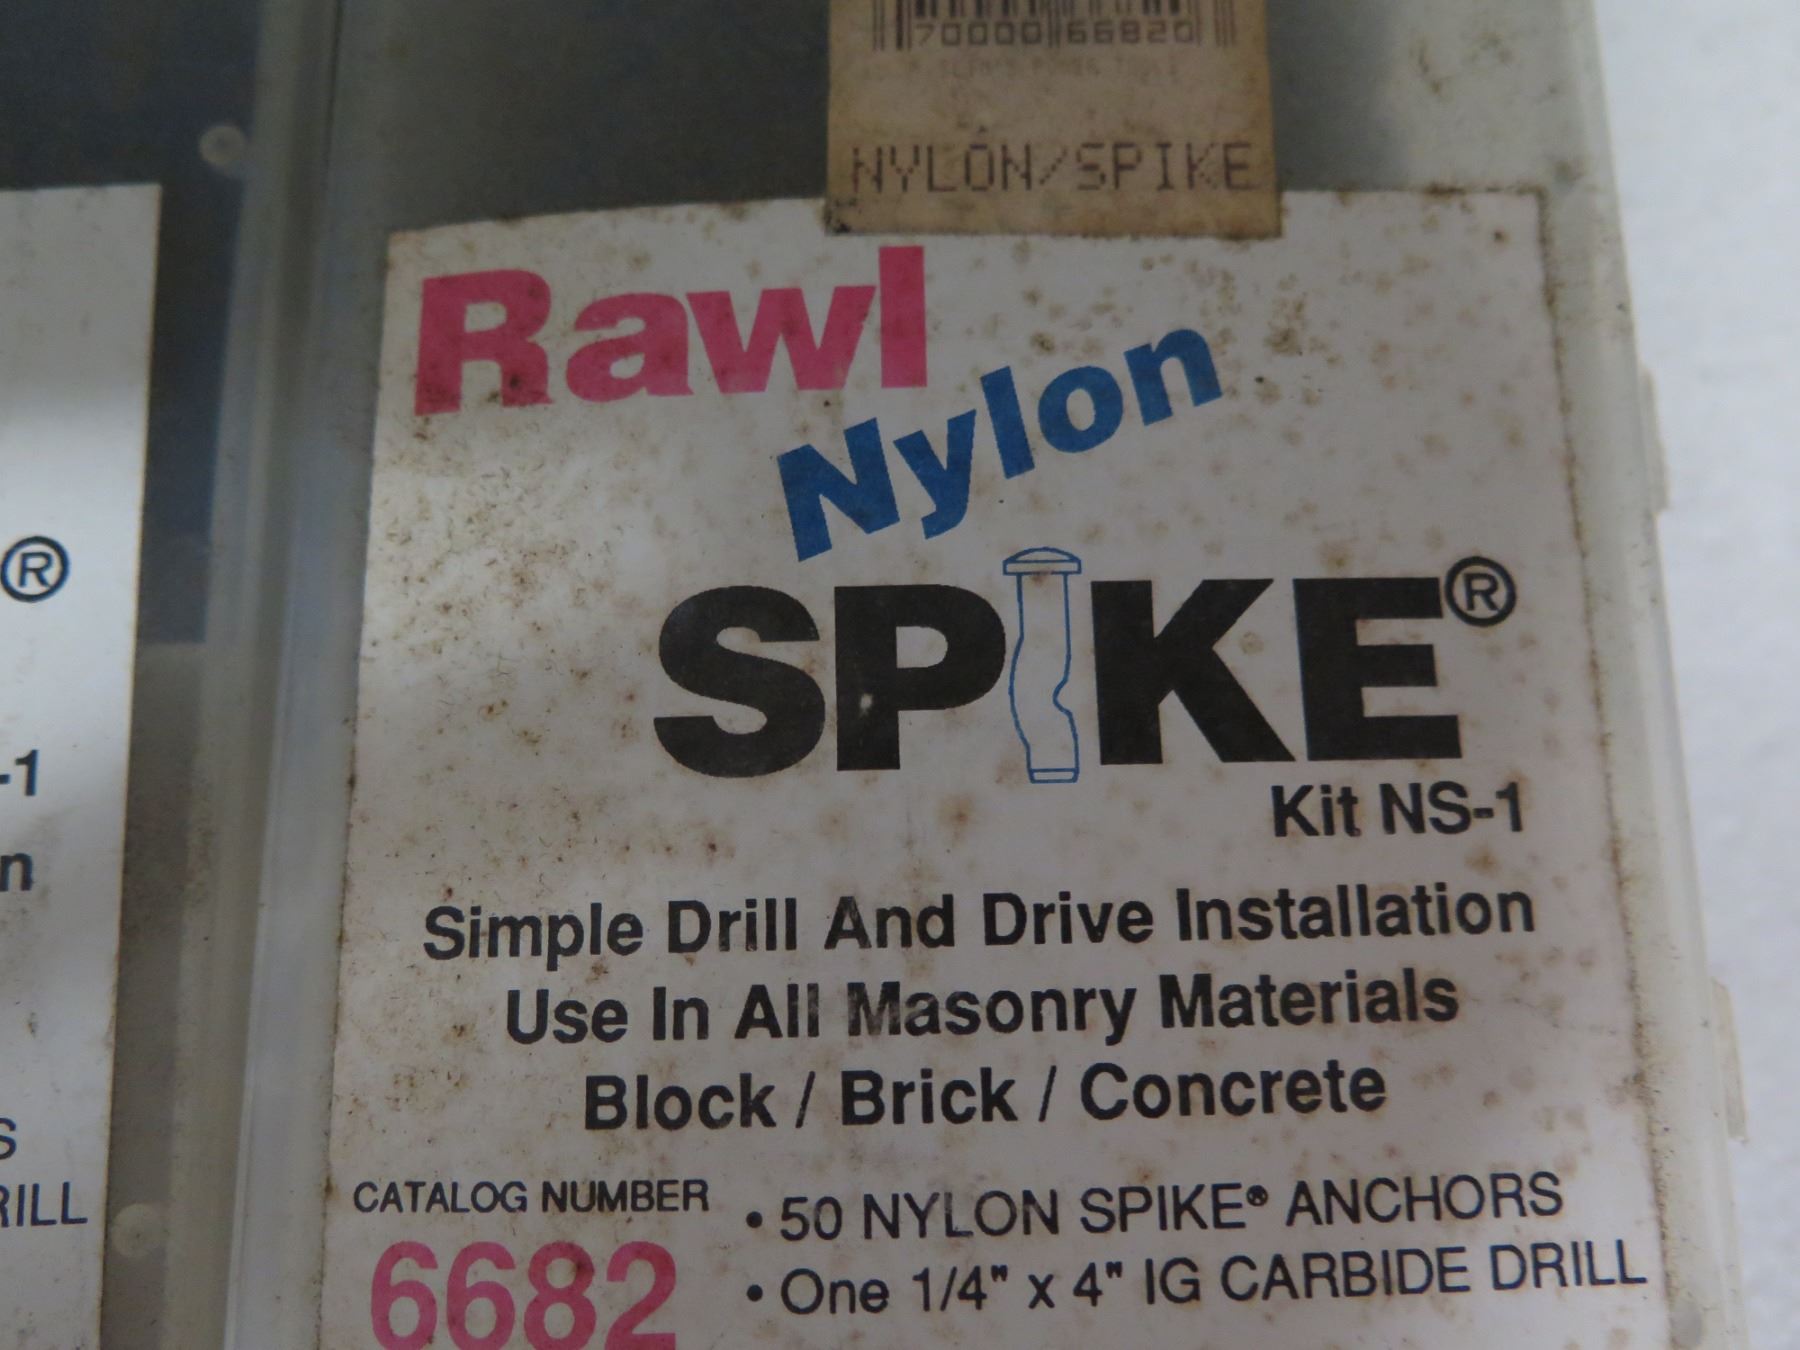 70000 66820
NYLON/SPIKE
Rawl
Nylon
SPIKE®
Kit NS-1
Simple Drill And Drive Installation
Use In All Masonry Materials
Block / Brick / Concrete
CATALOG NUMBER
6682
• 50 NYLON SPIKE® ANCHORS
• One 1/4" x 4" IG CARBIDE DRILL
®
-1
n
S
RILL